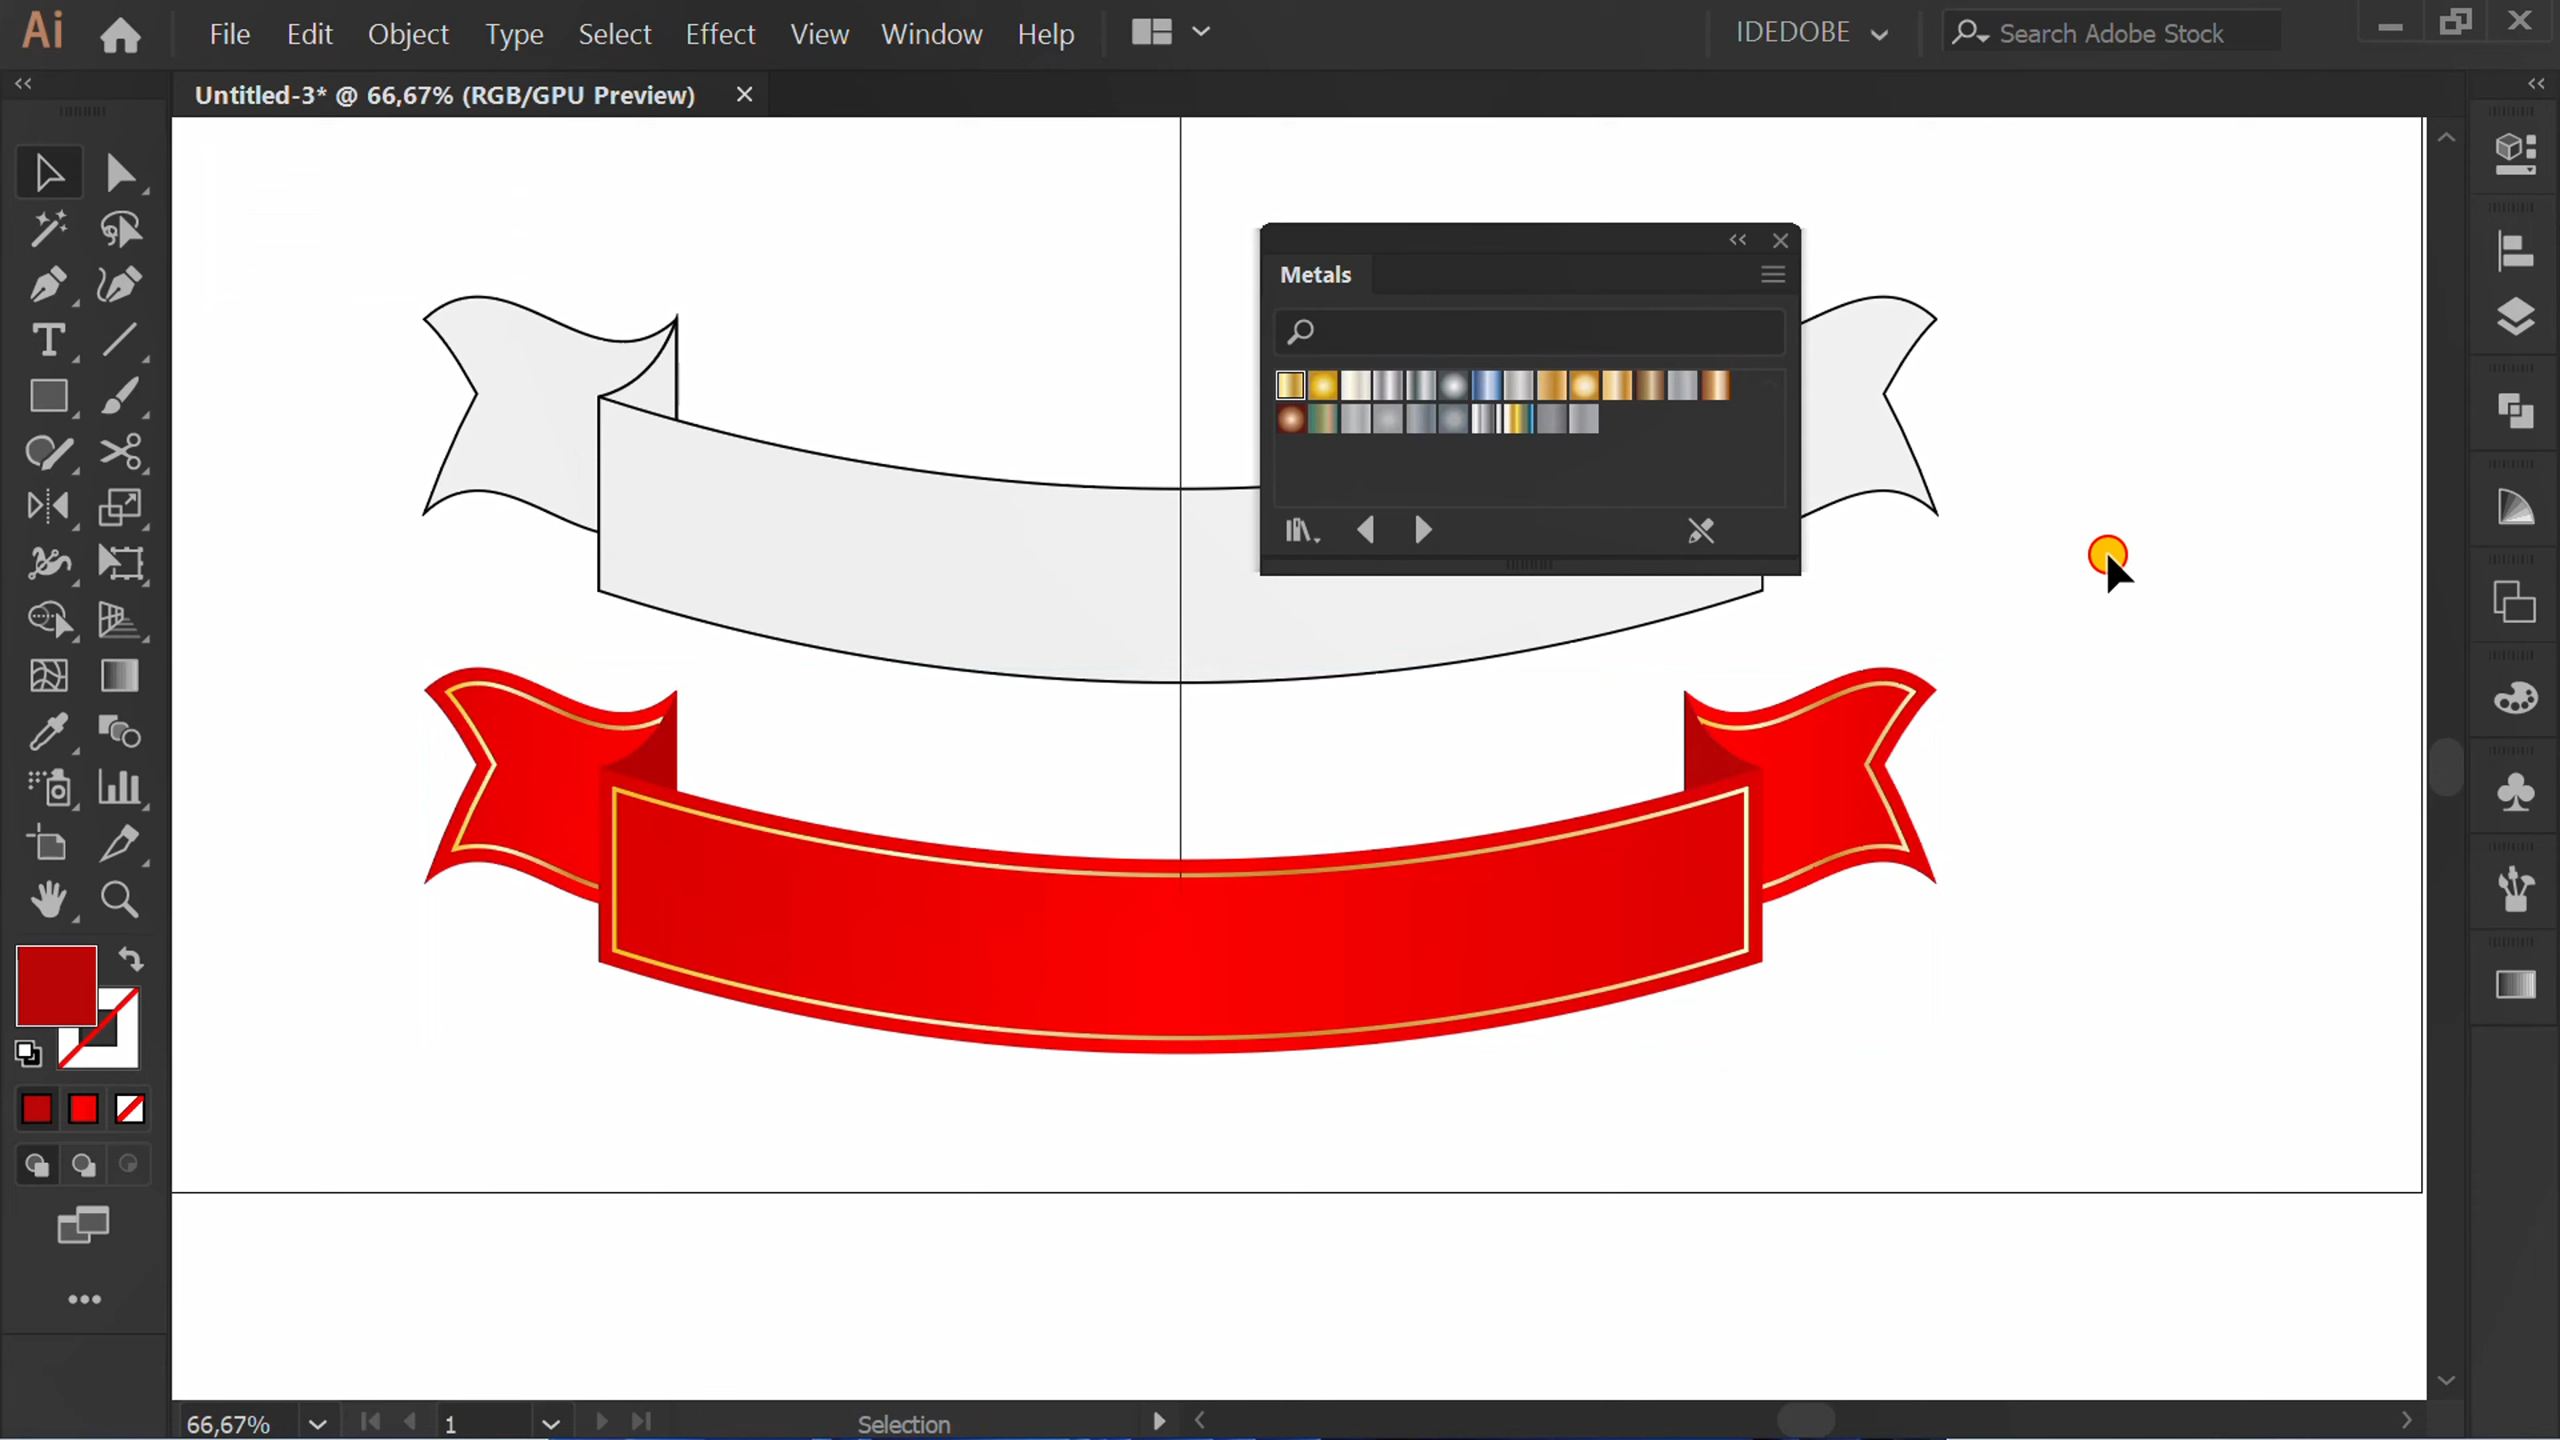 Ai File Edit Object Type Select Effect View Window Help IDEDOBE Search Adobe Stock
Untitled-3* @ 66,67% (RGB/GPU Preview)
Metals
66,67% 1 Selection